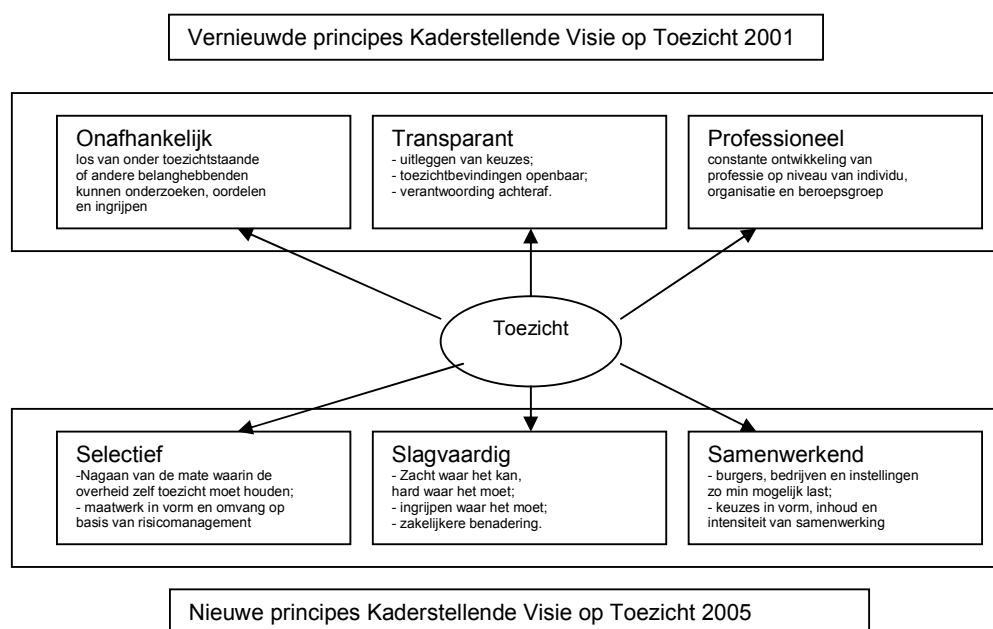 Vernieuwde principes Kaderstellende Visie op Toezicht 2001
Onafhankelijk
los van onder toezichtstaande
of andere belanghebbenden
kunnen onderzoeken, oordelen
en ingrijpen
Transparant
- uitleggen van keuzes;
- toezichtbevindingen openbaar;
- verantwoording achteraf.
Professioneel
constante ontwikkeling van
professie op niveau van individu,
organisatie en beroepsgroep
Toezicht
Selectief
-Nagaan van de mate waarin de
overheid zelf toezicht moet houden;
- maatwerk in vorm en omvang op
basis van risicomanagement
Slagvaardig
- Zacht waar het kan,
hard waar het moet;
- ingrijpen waar het moet;
- zakelijkere benadering.
Samenwerkend
- burgers, bedrijven en instellingen
zo min mogelijk last;
- keuzes in vorm, inhoud en
intensiteit van samenwerking
Nieuwe principes Kaderstellende Visie op Toezicht 2005